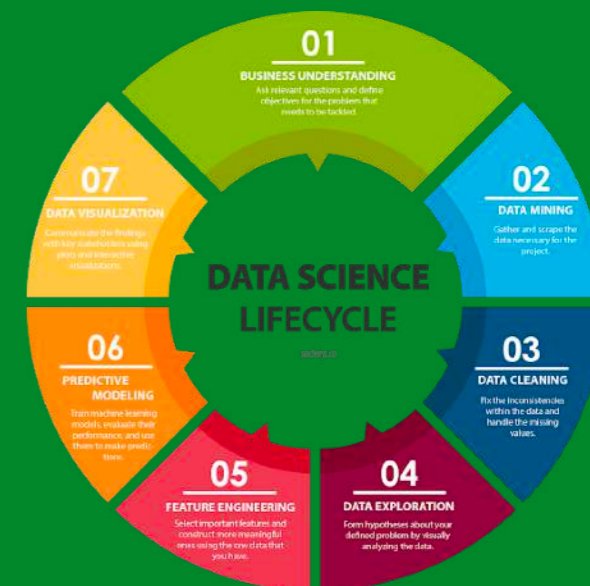 01
BUSINESS UNDERSTANDING
Ask relevant questions and define
objectives for the problem that
needs to be tackled.
02
DATA MINING
Gather and scrape the
data necessary for the
project.
03
DATA CLEANING
Fix the inconsistencies
within the data and
handle the missing
values.
04
DATA EXPLORATION
Form hypotheses about your
defined problem by visually
analyzing the data.
05
FEATURE ENGINEERING
Select important features and
construct more meaningful
ones using the raw data that
you have.
06
PREDICTIVE
MODELING
Train machine learning
models, evaluate their
performance, and use
them to make predic-
tions.
07
DATA VISUALIZATION
Communicate the findings
with key stakeholders using
plots and interactive
visualizations.
DATA SCIENCE
LIFECYCLE